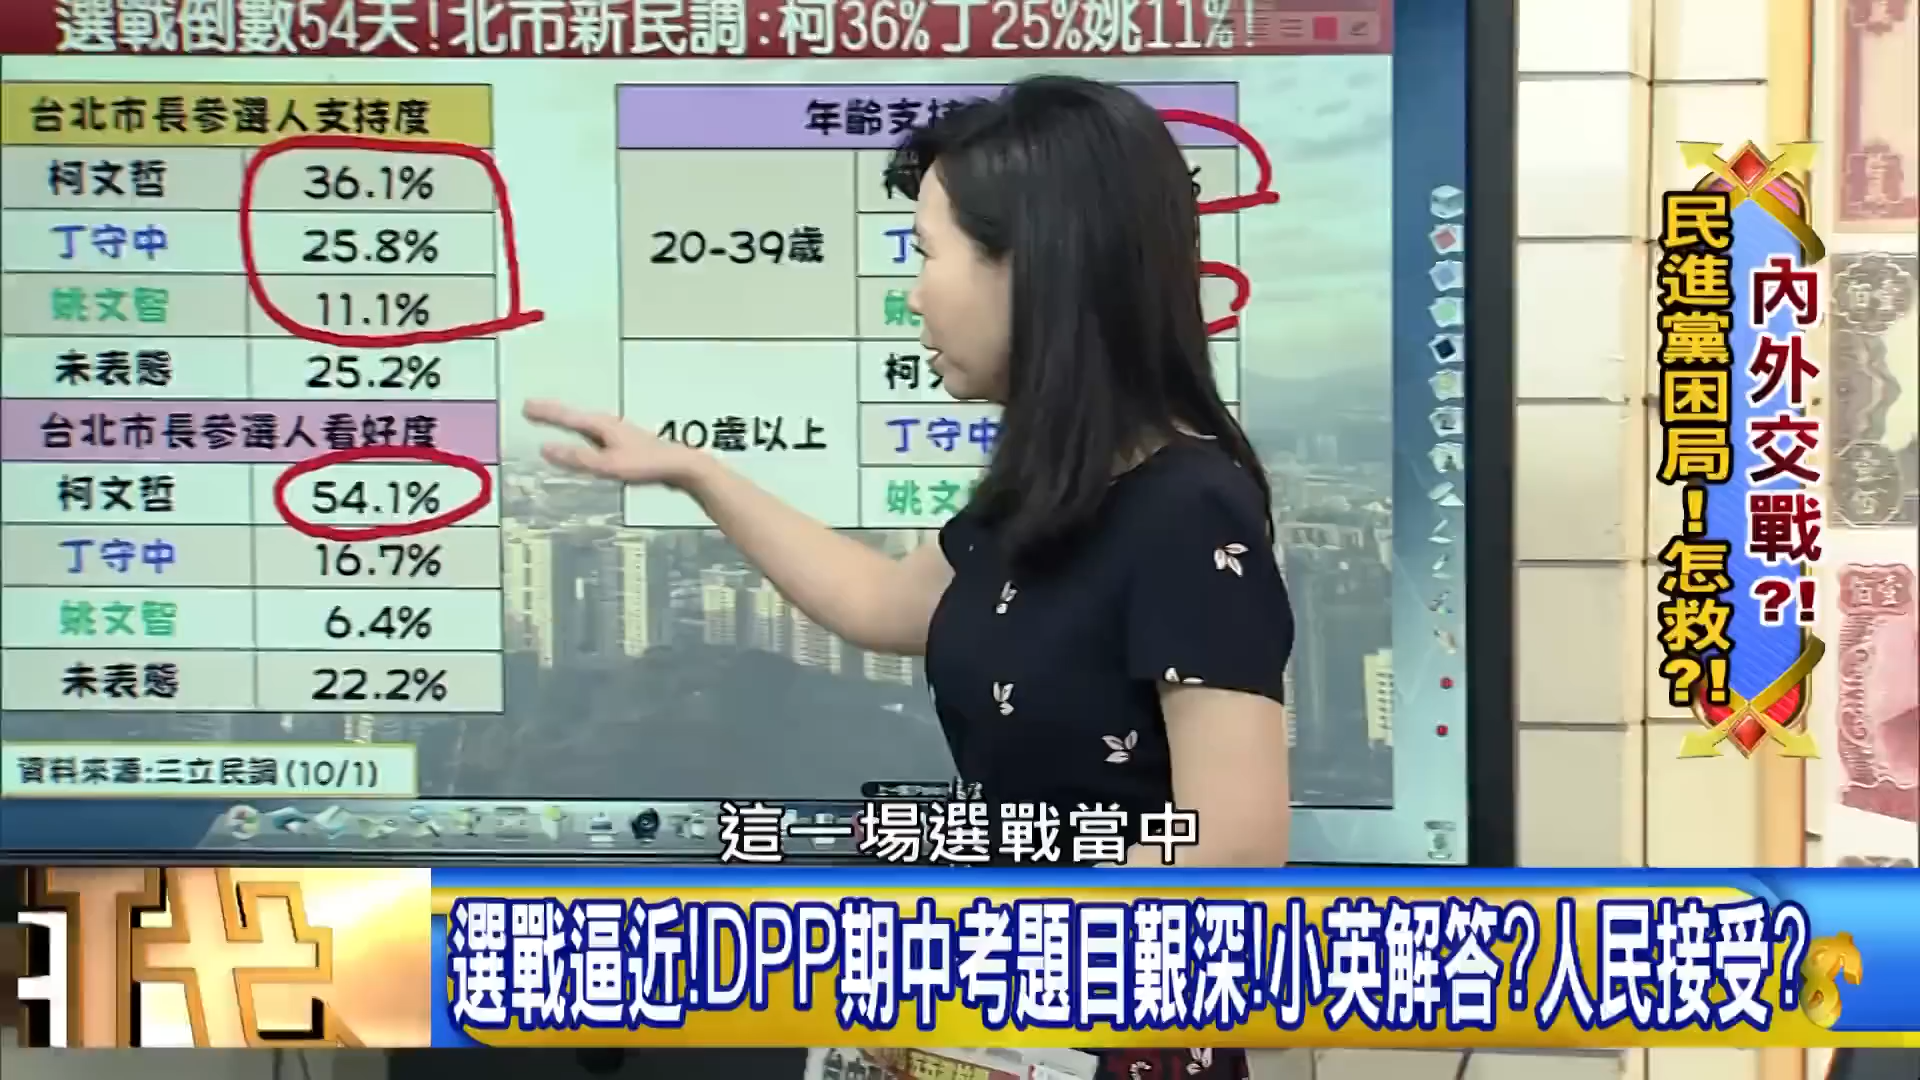 選戰倒數54天!北市新民調:柯36%丁25%姚11%!
台北市長參選人支持度
柯文哲 36.1%
丁守中 25.8%
姚文智 11.1%
未表態 25.2%
台北市長參選人看好度
柯文哲 54.1%
丁守中 16.7%
姚文智 6.4%
未表態 22.2%
資料來源:三立民調(10/1)
年齡支持
20-39歲
丁
姚
40歲以上
柯
丁守中
姚文
內外交戰?!
民進黨困局!怎救?!
這一場選戰當中
選戰逼近!DPP期中考題目艱深!小英解答?人民接受?